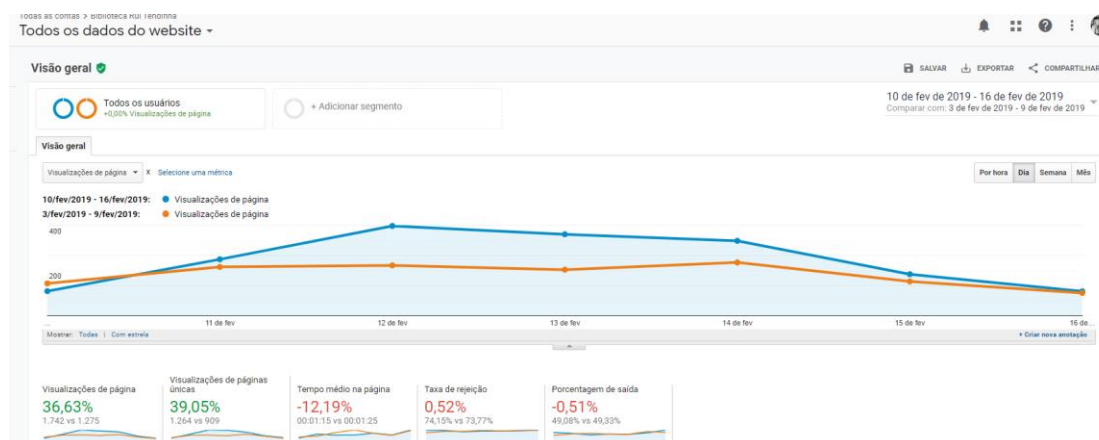 Todas as contas > Biblioteca Rui Tendinha
Todos os dados do website
Visão geral
SALVAR
EXPORTAR
COMPARTILHAR
Todos os usuários
+0,00% Visualizações de página
+ Adicionar segmento
10 de fev de 2019 - 16 de fev de 2019
Comparar com: 3 de fev de 2019 - 9 de fev de 2019
Visão geral
Visualizações de página X Selecione uma métrica
Por hora Dia Semana Mês
10/fev/2019 - 16/fev/2019: Visualizações de página
3/fev/2019 - 9/fev/2019: Visualizações de página
400
200
... 11 de fev 12 de fev 13 de fev 14 de fev 15 de fev 16 de...
Mostrar: Todas | Com estrela
+ Criar nova anotação
Visualizações de página
36,63%
1.742 vs 1.275
Visualizações de páginas
únicas
39,05%
1.264 vs 909
Tempo médio na página
-12,19%
00:01:15 vs 00:01:25
Taxa de rejeição
0,52%
74,15% vs 73,77%
Porcentagem de saída
-0,51%
49,08% vs 49,33%